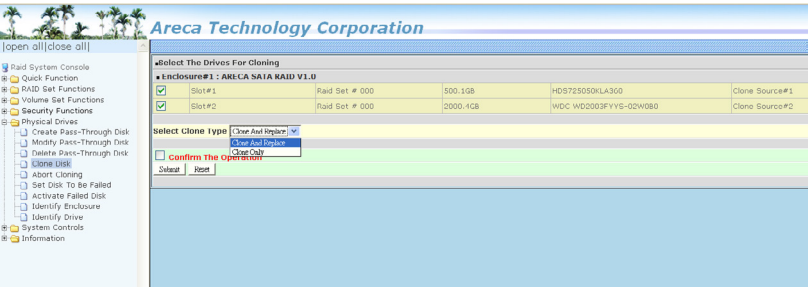 Areca Technology Corporation
|open all|close all|
Raid System Console
Quick Function
RAID Set Functions
Volume Set Functions
Security Functions
Physical Drives
Create Pass-Through Disk
Modify Pass-Through Disk
Delete Pass-Through Disk
Clone Disk
Abort Cloning
Set Disk To Be Failed
Activate Failed Disk
Identify Enclosure
Identify Drive
System Controls
Information
Select The Drives For Cloning
Enclosure#1 : ARECA SATA RAID V1.0
Slot#1 Raid Set # 000 500.1GB HDS725050KLA360 Clone Source#1
Slot#2 Raid Set # 000 2000.4GB WDC WD2003FYYS-02W0B0 Clone Source#2
Select Clone Type Clone And Replace
Clone And Replace
Clone Only
Confirm The Operation
Submit Reset